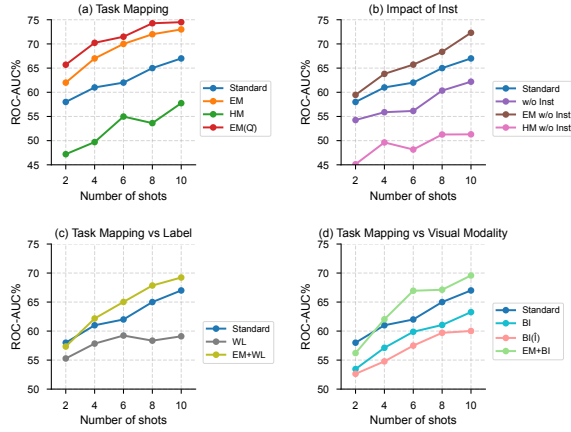 (a) Task Mapping
75
70
65
60
55
50
45
ROC-AUC%
2 4 6 8 10
Number of shots
Standard
EM
HM
EM(Q̂)
(b) Impact of Inst
75
70
65
60
55
50
45
ROC-AUC%
2 4 6 8 10
Number of shots
Standard
w/o Inst
EM w/o Inst
HM w/o Inst
(c) Task Mapping vs Label
75
70
65
60
55
50
ROC-AUC%
2 4 6 8 10
Number of shots
Standard
WL
EM+WL
(d) Task Mapping vs Visual Modality
75
70
65
60
55
50
ROC-AUC%
2 4 6 8 10
Number of shots
Standard
BI
BI(Î)
EM+BI